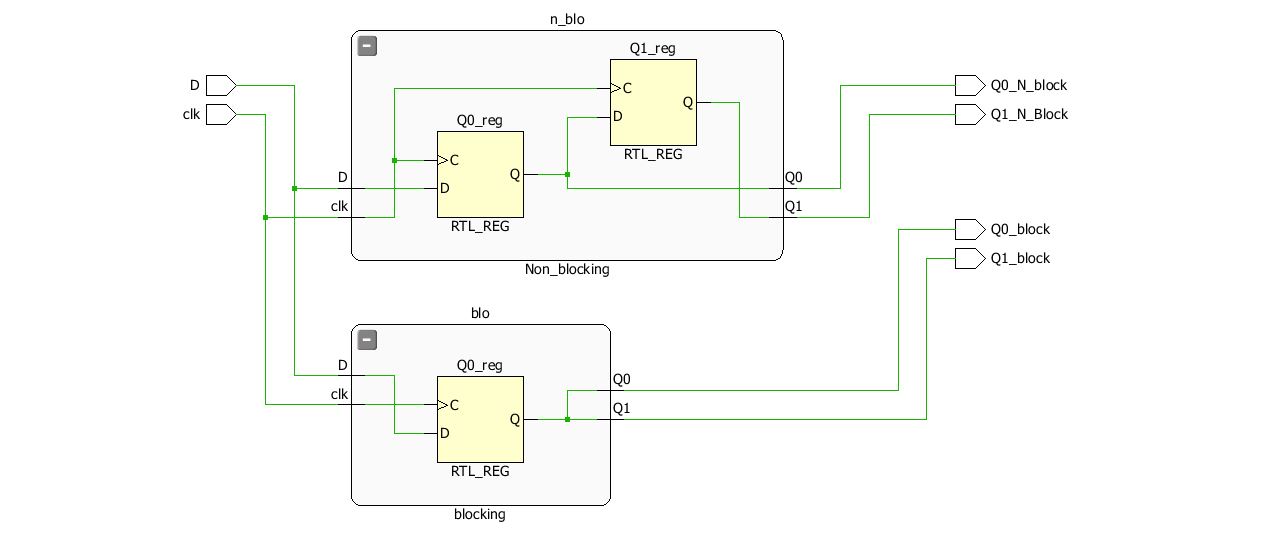 n_blo
Q1_reg
D
Q0_N_block
C
clk
Q
Q1_N_Block
D
Q0_reg
RTL_REG
C
Q
D
Q0
D
clk
Q1
RTL_REG
Q0_block
Q1_block
Non_blocking
blo
D
Q0_reg
Q0
clk
C
Q1
Q
D
RTL_REG
blocking